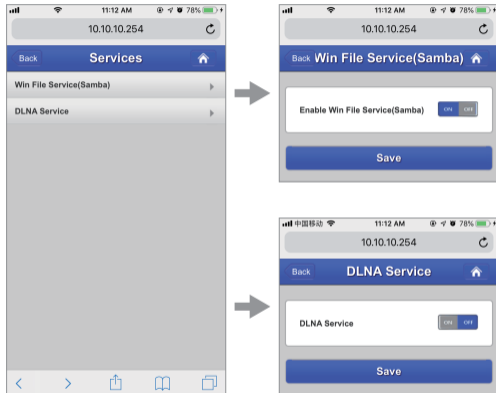 11:12 AM
78%
10.10.10.254
Back
Services
Win File Service(Samba)
DLNA Service
11:12 AM
78%
10.10.10.254
Back
Win File Service(Samba)
Enable Win File Service(Samba)
ON OFF
Save
中国移动
11:12 AM
78%
10.10.10.254
Back
DLNA Service
DLNA Service
ON OFF
Save